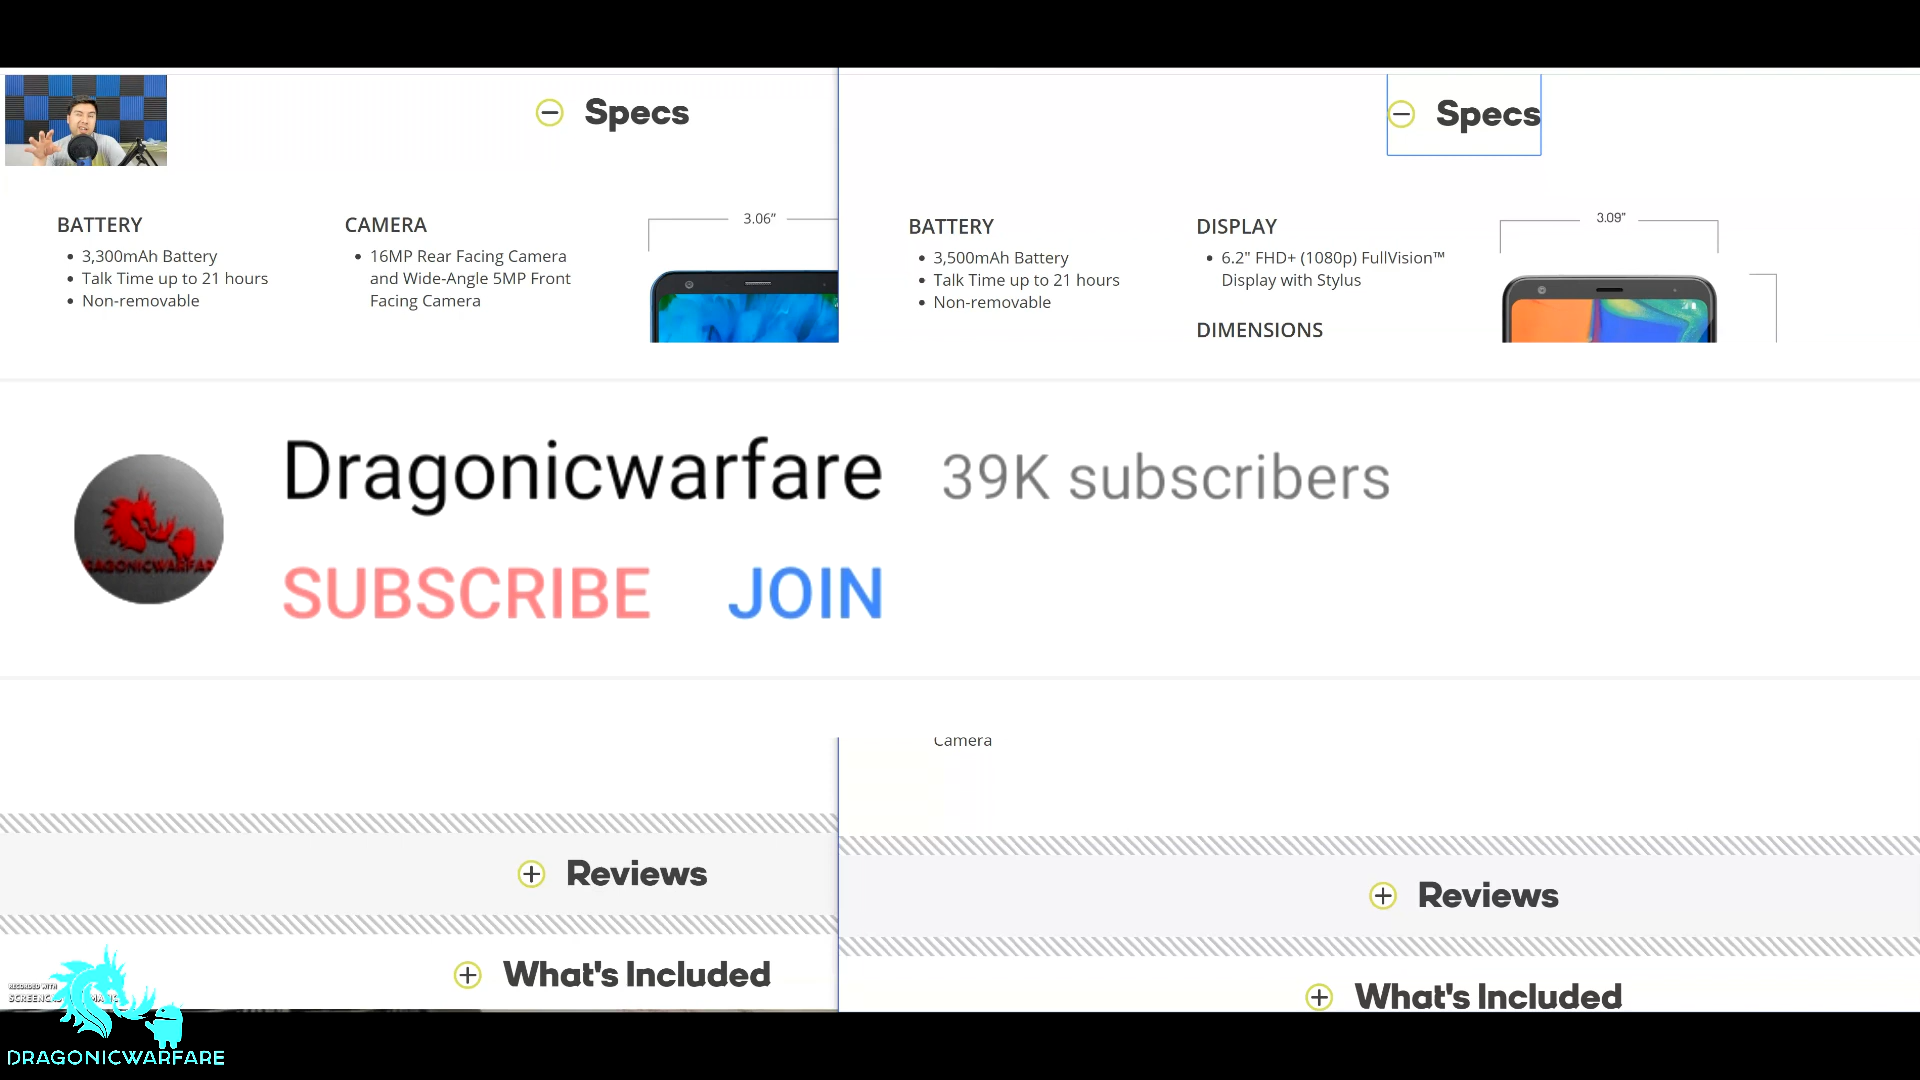 Specs
BATTERY
3,300mAh Battery
Talk Time up to 21 hours
Non-removable
CAMERA
16MP Rear Facing Camera
and Wide-Angle 5MP Front
Facing Camera
3.06”
Specs
BATTERY
3,500mAh Battery
Talk Time up to 21 hours
Non-removable
DISPLAY
6.2" FHD+ (1080p) FullVision™
Display with Stylus
DIMENSIONS
3.09”
Dragonicwarfare 39K subscribers
SUBSCRIBE JOIN
Camera
Reviews
What's Included
Reviews
What's Included
RECORDED WITH
DRAGONICWARFARE